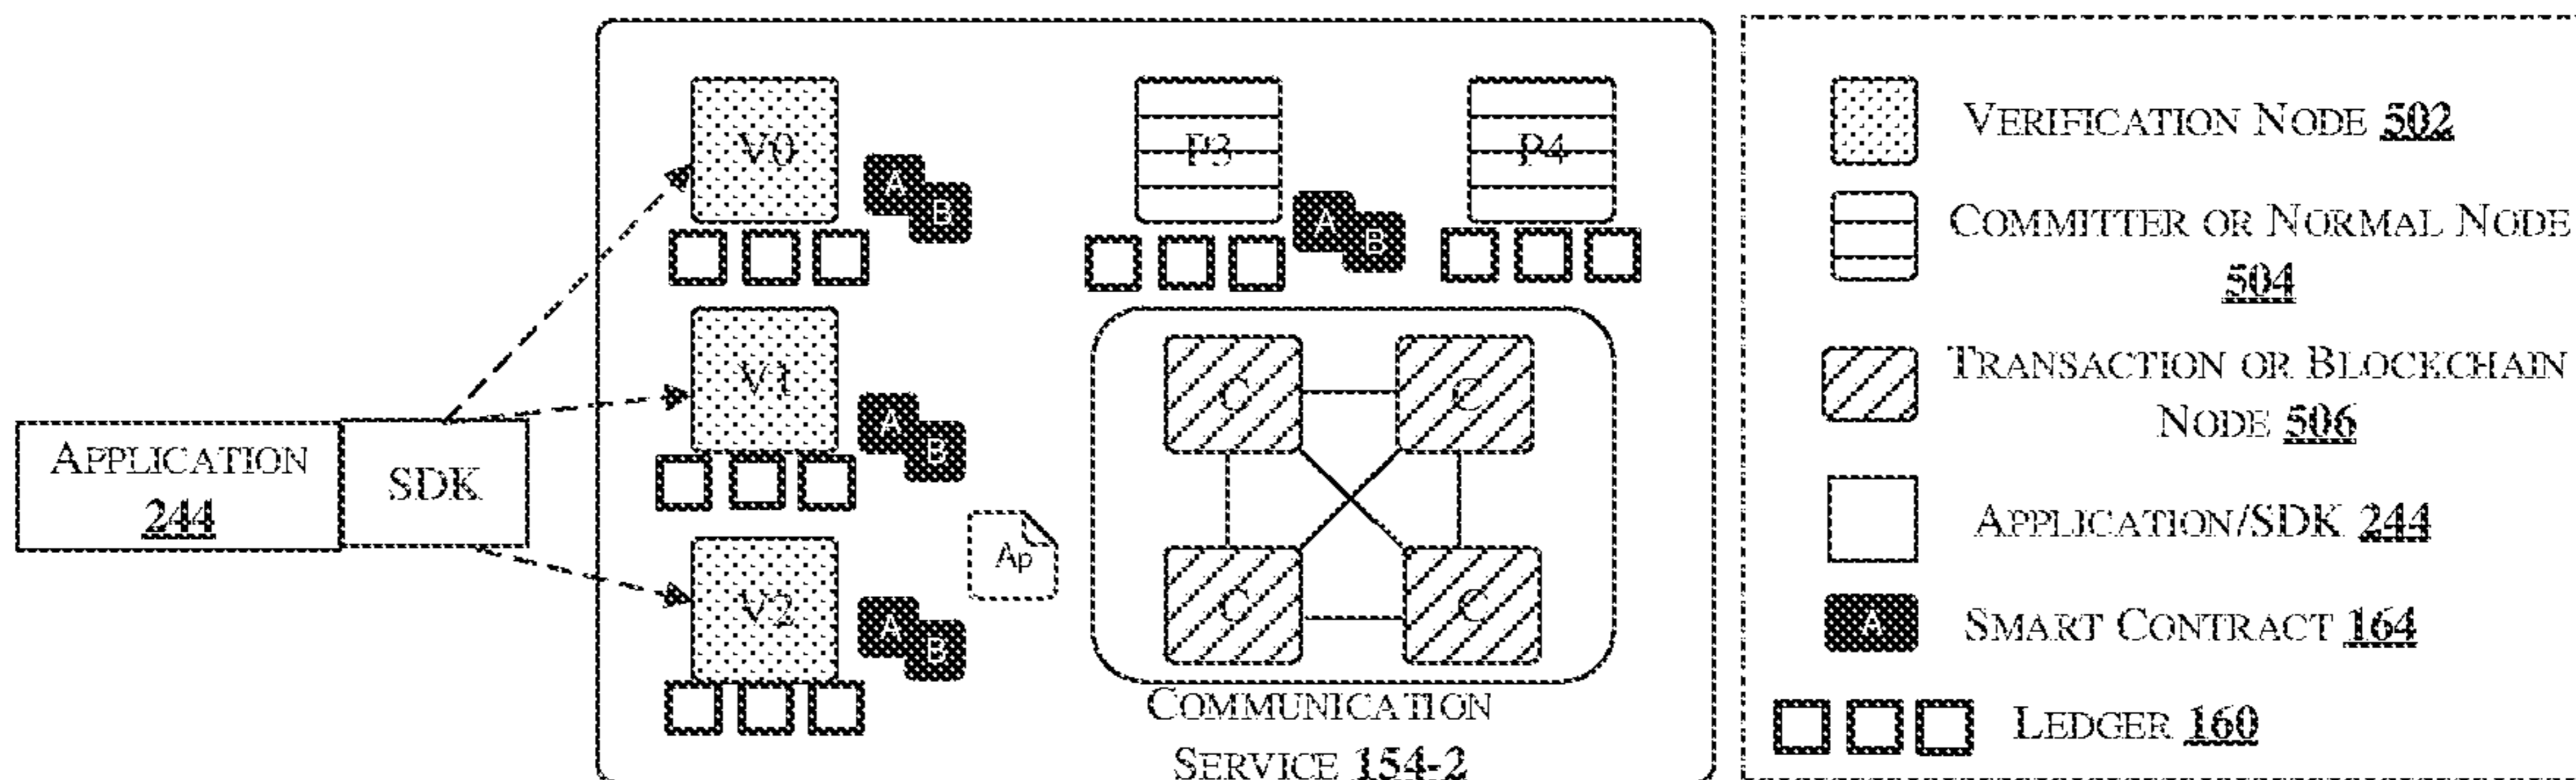 APPLICATION
244
SDK
V0
A
B
V1
A
B
V2
A
B
Ap
P3
A
B
P4
C
C
C
C
COMMUNICATION
SERVICE 154-2
VERIFICATION NODE 502
COMMITTER OR NORMAL NODE
504
TRANSACTION OR BLOCKCHAIN
NODE 506
APPLICATION/SDK 244
A
SMART CONTRACT 164
LEDGER 160